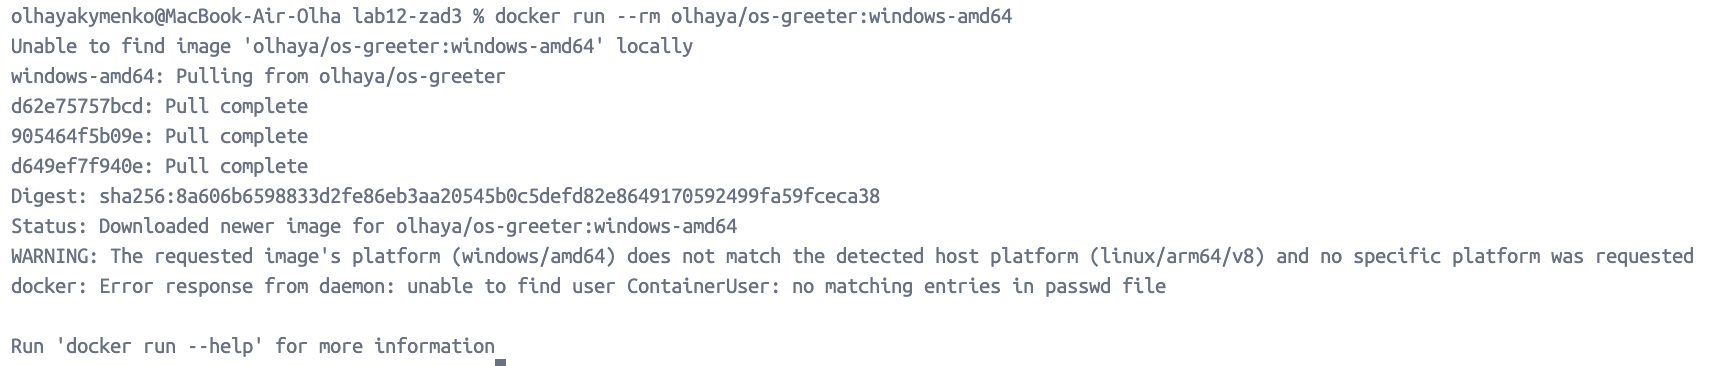 olhayakymenko@MacBook-Air-Olha lab12-zad3 % docker run --rm olhaya/os-greeter:windows-amd64
Unable to find image 'olhaya/os-greeter:windows-amd64' locally
windows-amd64: Pulling from olhaya/os-greeter
d62e75757bcd: Pull complete
905464f5b09e: Pull complete
d649ef7f940e: Pull complete
Digest: sha256:8a606b6598833d2fe86eb3aa20545b0c5defd82e8649170592499fa59fceca38
Status: Downloaded newer image for olhaya/os-greeter:windows-amd64
WARNING: The requested image's platform (windows/amd64) does not match the detected host platform (linux/arm64/v8) and no specific platform was requested
docker: Error response from daemon: unable to find user ContainerUser: no matching entries in passwd file
Run 'docker run --help' for more information